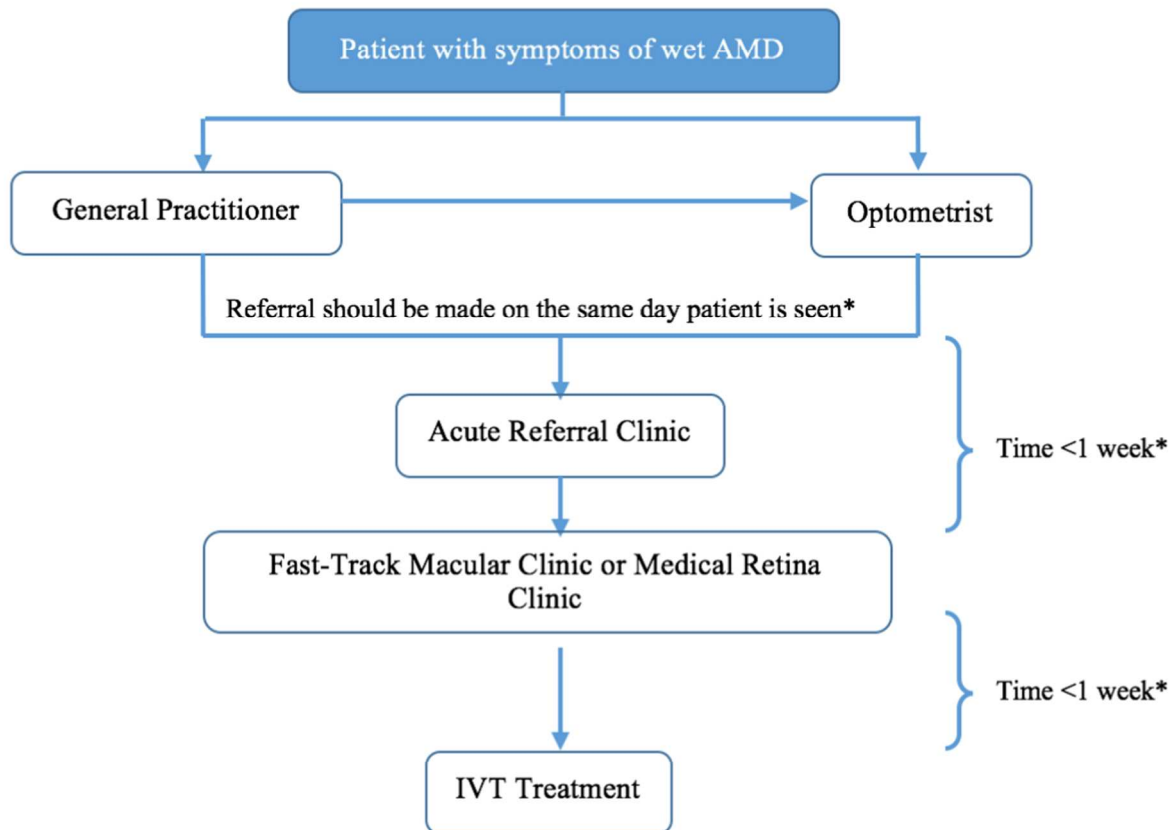 Patient with symptoms of wet AMD
General Practitioner
Optometrist
Referral should be made on the same day patient is seen*
Acute Referral Clinic
Time <1 week*
Fast-Track Macular Clinic or Medical Retina
Clinic
Time <1 week*
IVT Treatment